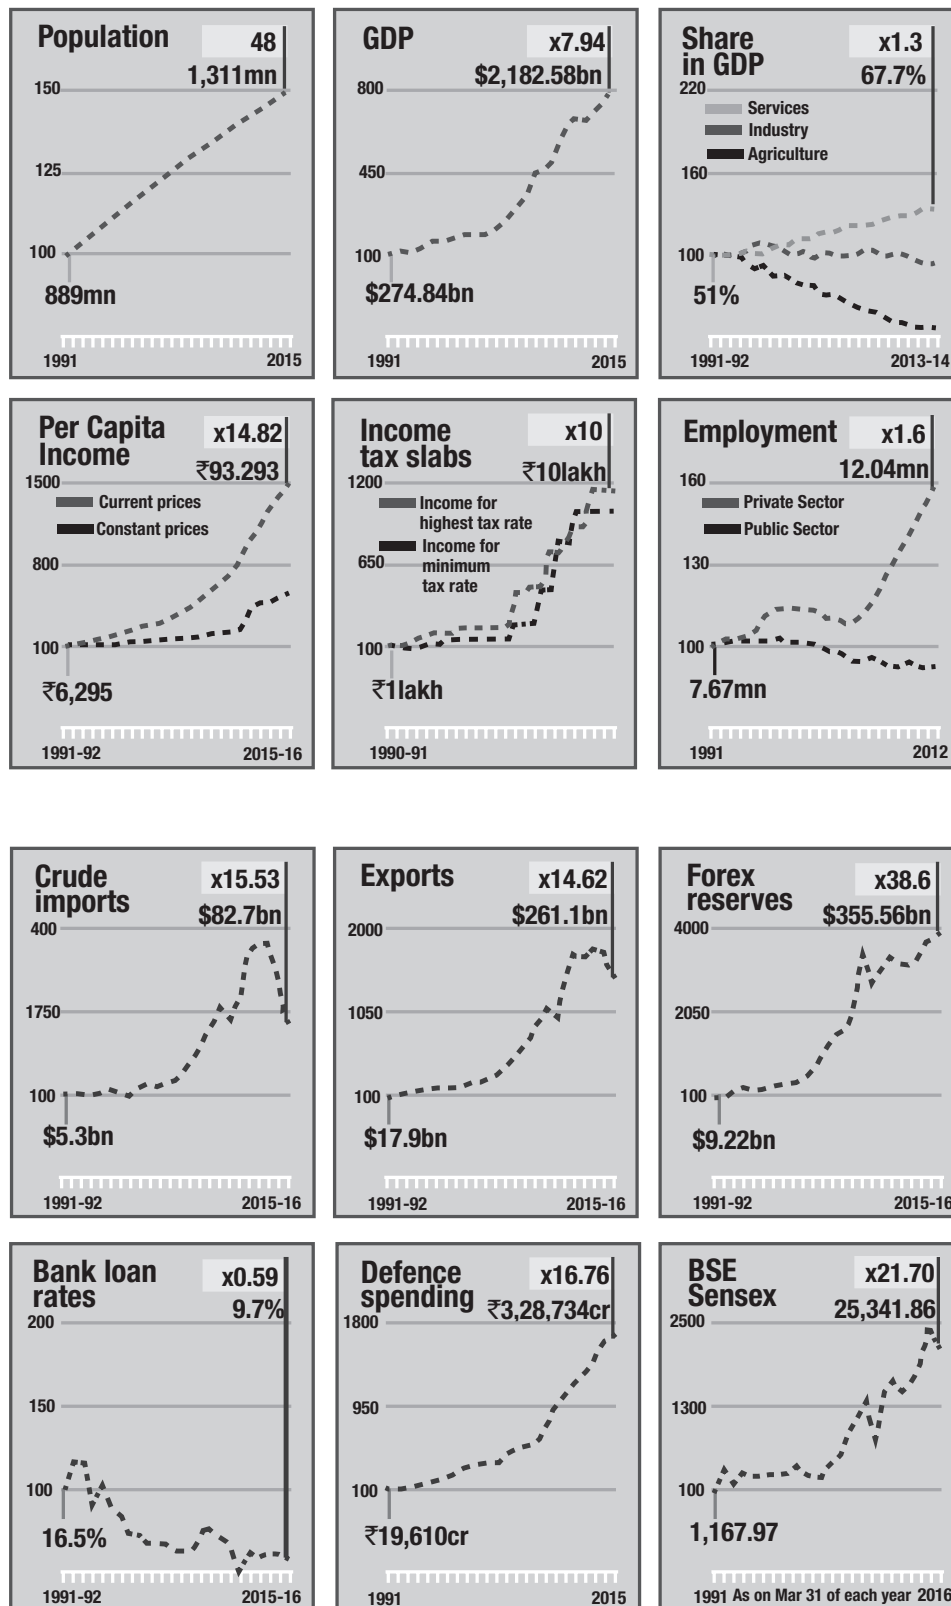 Population
48
1,311mn
150
125
100
889mn
1991
2015
GDP
x7.94
$2,182.58bn
800
450
100
$274.84bn
1991
2015
Share
in GDP
x1.3
67.7%
220
Services
Industry
Agriculture
160
100
51%
1991-92
2013-14
Per Capita
Income
x14.82
₹93.293
1500
Current prices
Constant prices
800
100
₹6,295
1991-92
2015-16
Income
tax slabs
x10
₹10lakh
1200
Income for
highest tax rate
Income for
minimum
tax rate
650
100
₹1lakh
1990-91
Employment
x1.6
12.04mn
160
Private Sector
Public Sector
130
100
7.67mn
1991
2012
Crude
imports
x15.53
$82.7bn
400
1750
100
$5.3bn
1991-92
2015-16
Exports
x14.62
$261.1bn
2000
1050
100
$17.9bn
1991-92
2015-16
Forex
reserves
x38.6
$355.56bn
4000
2050
100
$9.22bn
1991-92
2015-16
Bank loan
rates
x0.59
9.7%
200
150
100
16.5%
1991-92
2015-16
Defence
spending
x16.76
₹3,28,734cr
1800
950
100
₹19,610cr
1991
2015
BSE
Sensex
x21.70
25,341.86
2500
1300
100
1,167.97
1991 As on Mar 31 of each year 2016